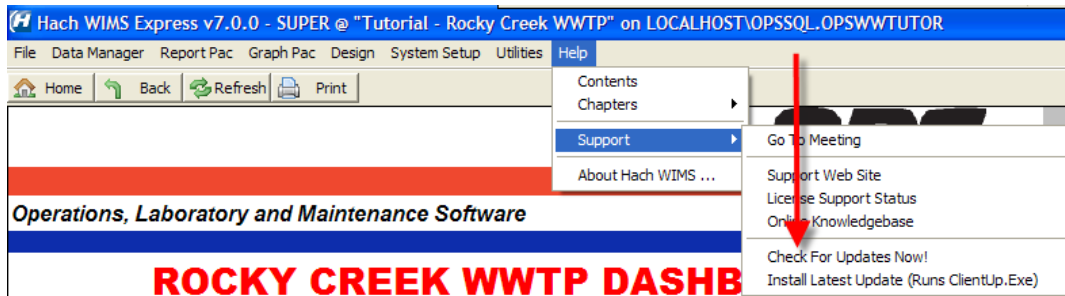 Hach WIMS Express v7.0.0 - SUPER @ "Tutorial - Rocky Creek WWTP" on LOCALHOST\OPSSQL.OPSWWTUTOR
File Data Manager Report Pac Graph Pac Design System Setup Utilities Help
Home Back Refresh Print
Contents
Chapters
Support
About Hach WIMS ...
Go To Meeting
Support Web Site
License Support Status
Online Knowledgebase
Check For Updates Now!
Install Latest Update (Runs ClientUp.Exe)
Operations, Laboratory and Maintenance Software
ROCKY CREEK WWTP DASHB